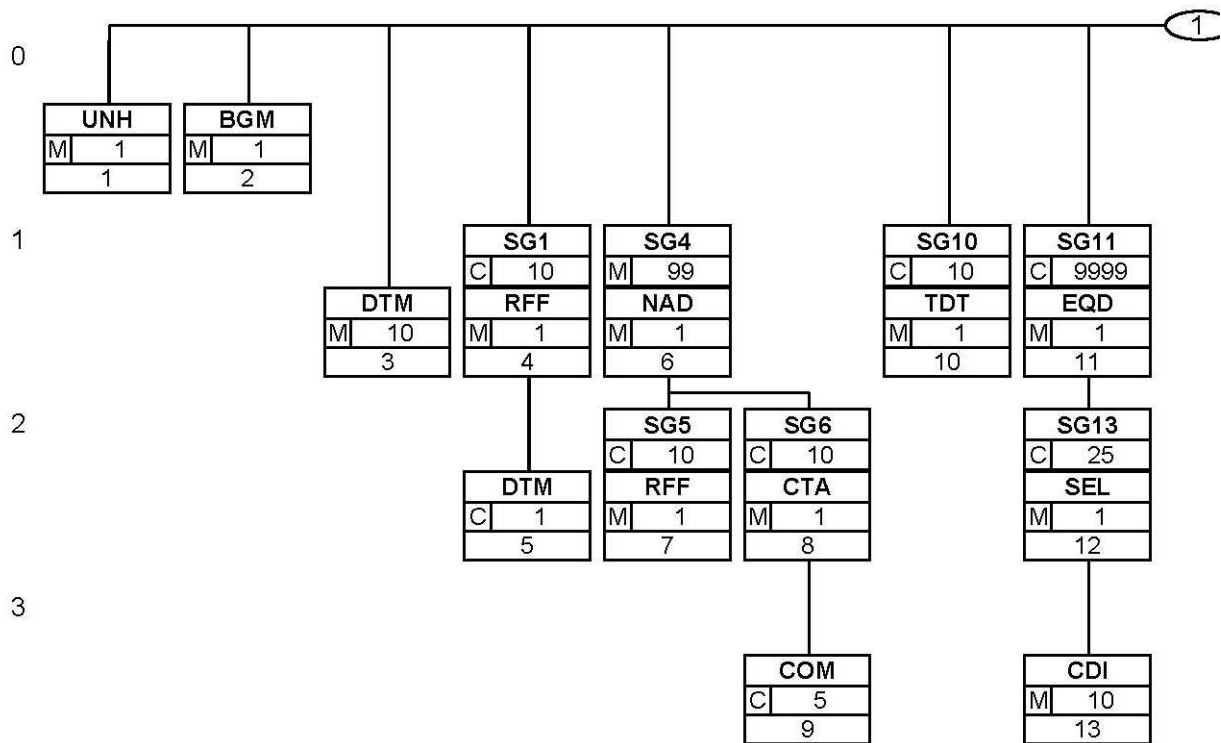 1
0
UNH BGM
M 1 M 1
1 2
1 SG1 SG4 SG10 SG11
C 10 M 99 C 10 C 9999
DTM RFF NAD TDT EQD
M 10 M 1 M 1 M 1 M 1
3 4 6 10 11
2 SG5 SG6 SG13
C 10 C 10 C 25
DTM RFF CTA SEL
C 1 M 1 M 1 M 1
5 7 8 12
3
COM CDI
C 5 M 10
9 13